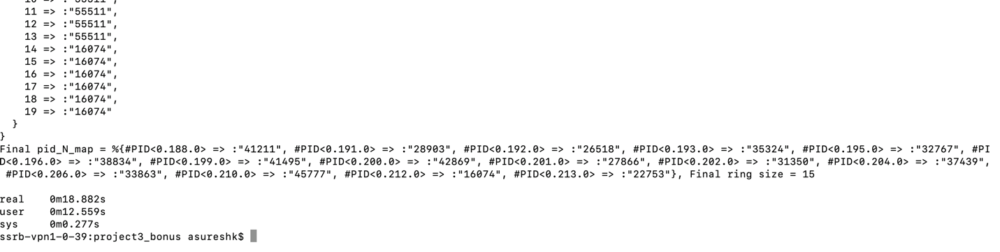 10 => :"55511",
11 => :"55511",
12 => :"55511",
13 => :"55511",
14 => :"16074",
15 => :"16074",
16 => :"16074",
17 => :"16074",
18 => :"16074",
19 => :"16074"
}
}
Final pid_N_map = %{#PID<0.188.0> => :"41211", #PID<0.191.0> => :"28903", #PID<0.192.0> => :"26518", #PID<0.193.0> => :"35324", #PID<0.195.0> => :"32767", #PI
D<0.196.0> => :"38834", #PID<0.199.0> => :"41495", #PID<0.200.0> => :"42869", #PID<0.201.0> => :"27866", #PID<0.202.0> => :"31350", #PID<0.204.0> => :"37439",
#PID<0.206.0> => :"33863", #PID<0.210.0> => :"45777", #PID<0.212.0> => :"16074", #PID<0.213.0> => :"22753"}, Final ring size = 15
real 0m18.882s
user 0m12.559s
sys 0m0.277s
ssrb-vpn1-0-39:project3_bonus asureshk$